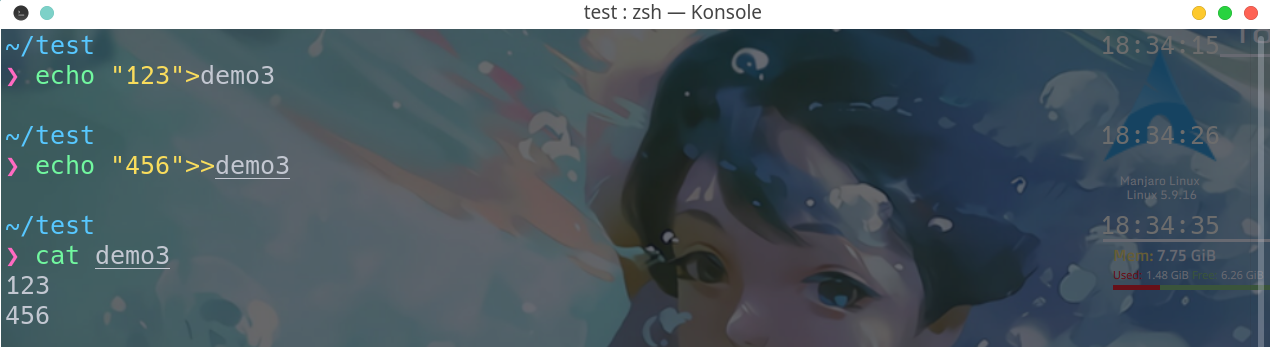 test : zsh — Konsole
~/test
18:34:15
❯ echo "123">demo3
~/test
18:34:26
❯ echo "456">>demo3
Manjaro Linux
Linux 5.9.16
~/test
18:34:35
❯ cat demo3
Mem: 7.75 GiB
Used: 1.48 GiB Free: 6.26 GiB
123
456